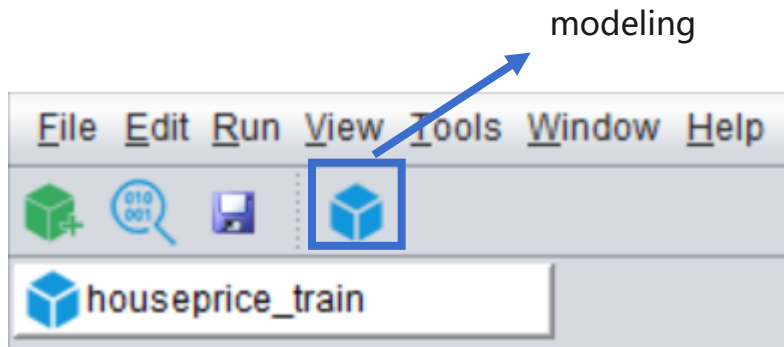 modeling
File Edit Run View Tools Window Help
010
001
houseprice_train